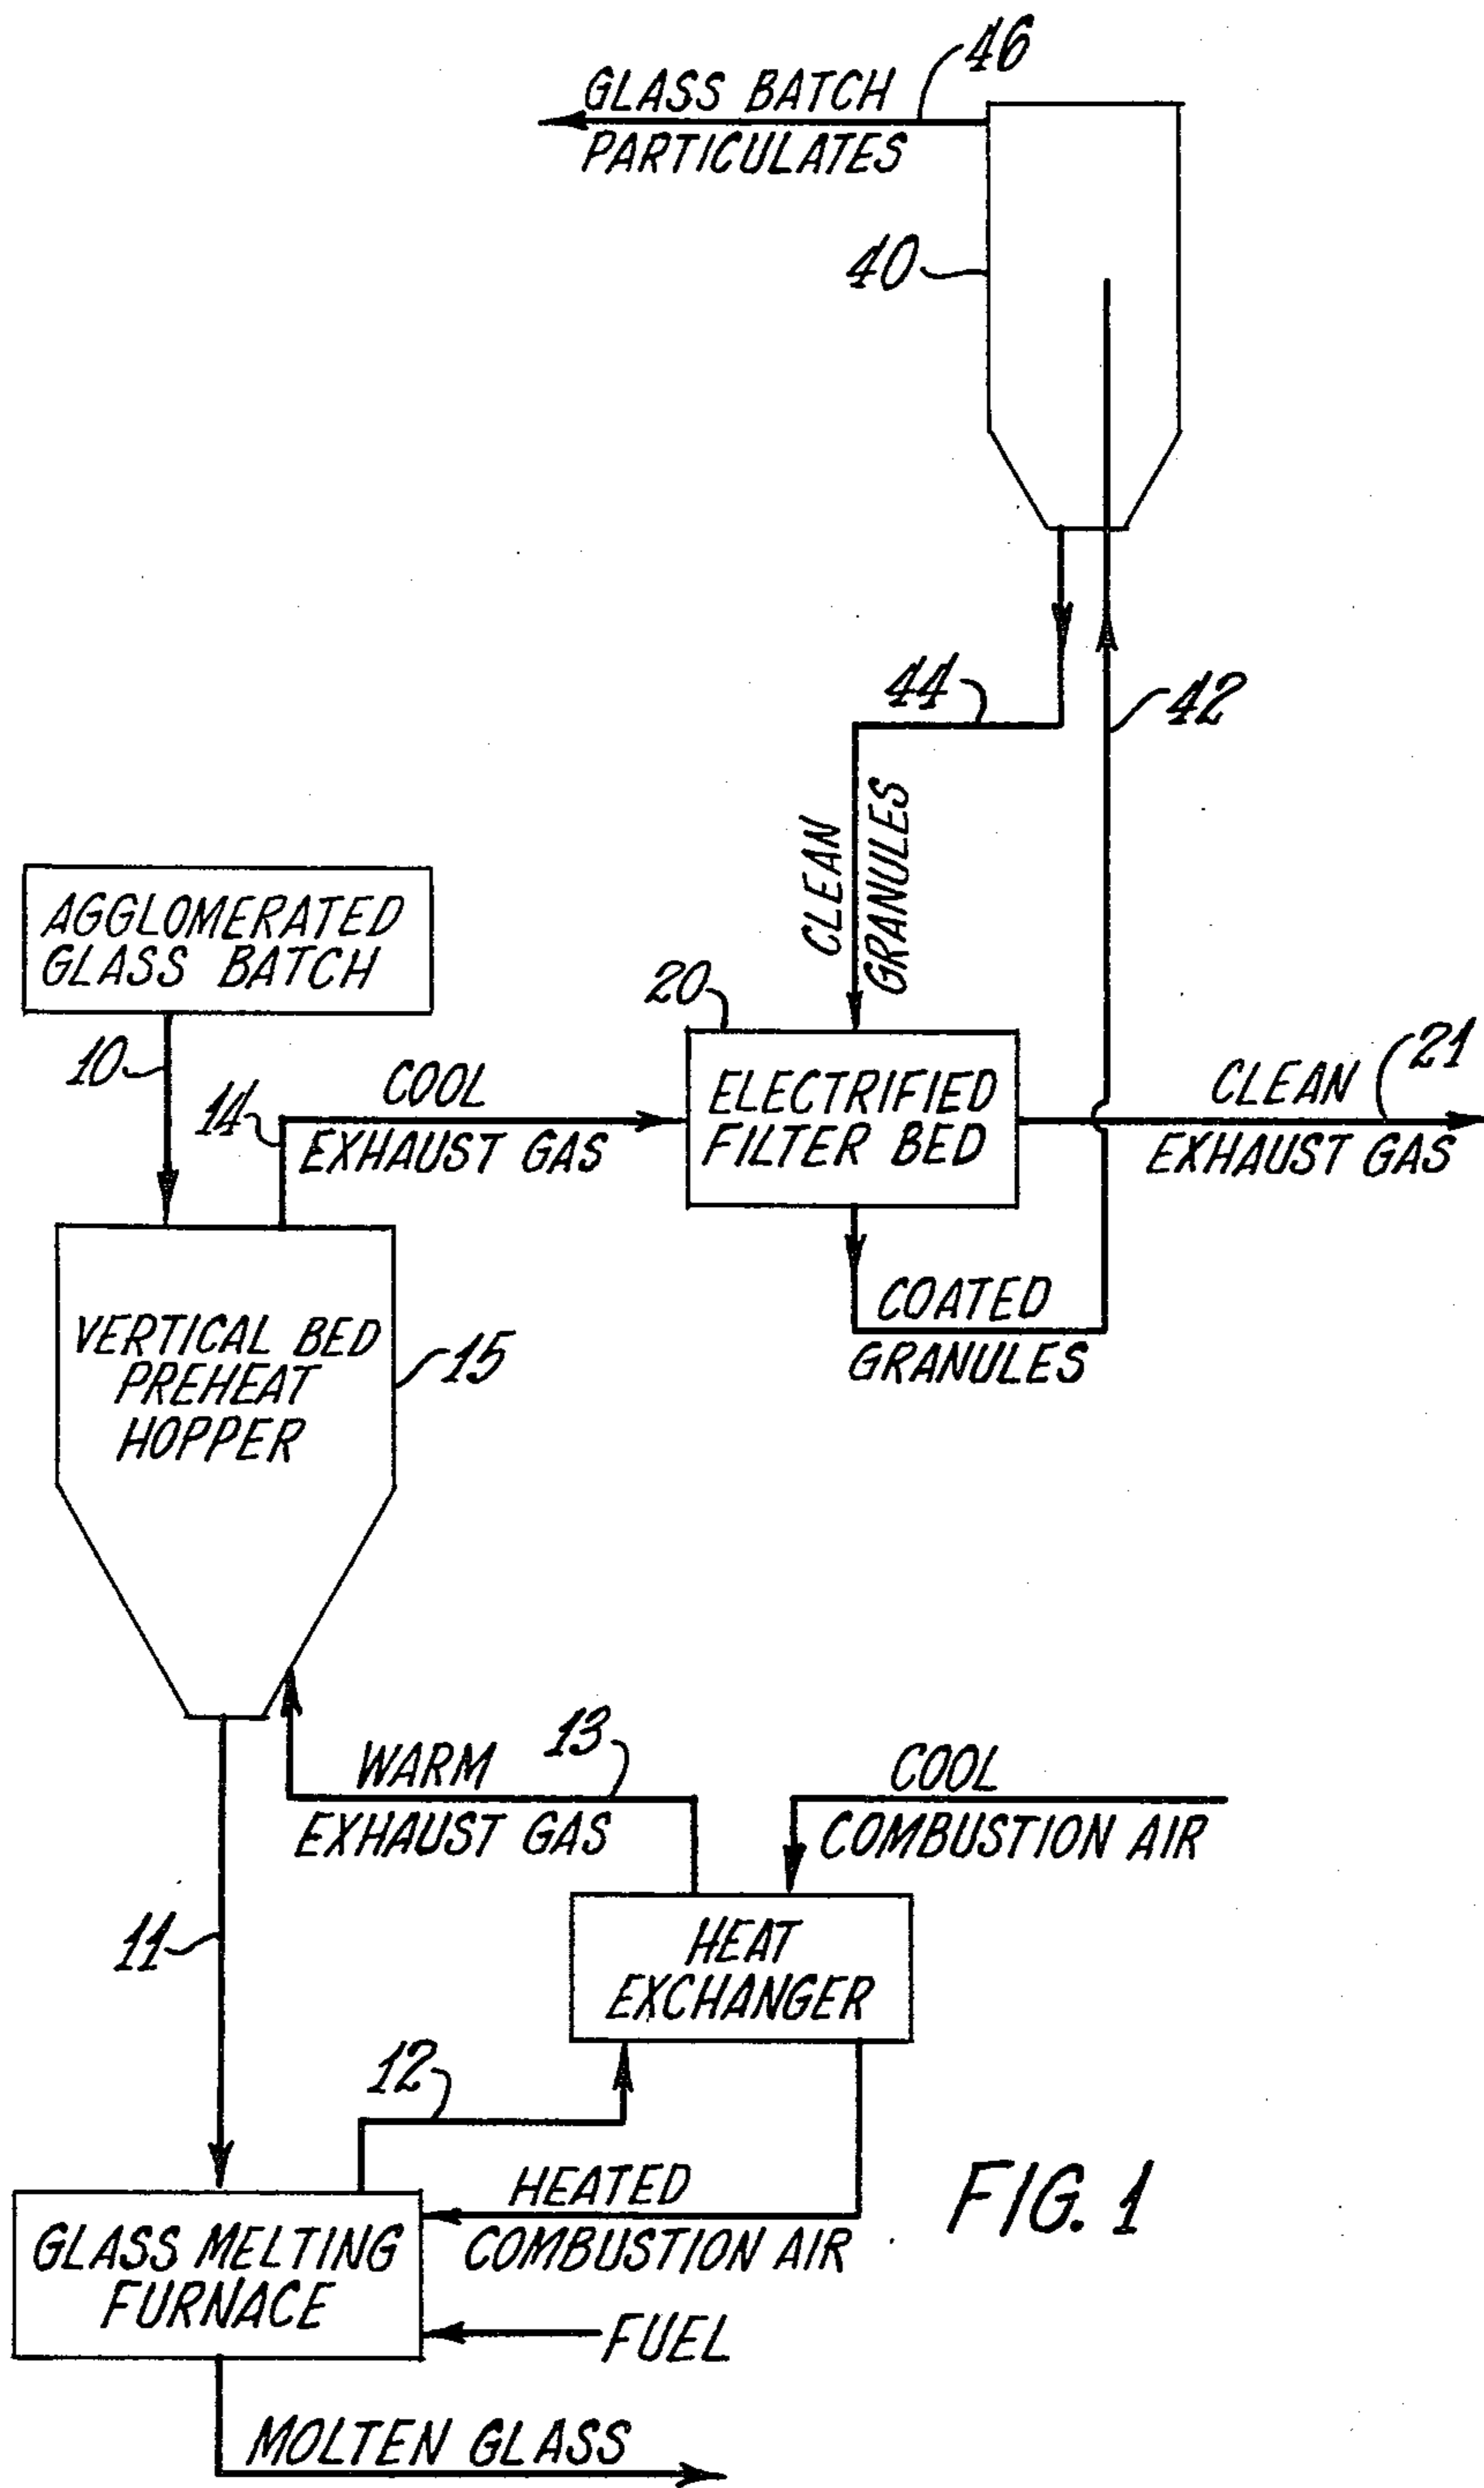 46
GLASS BATCH
PARTICULATES
40
44
42
CLEAN
GRANULES
AGGLOMERATED
GLASS BATCH
20
10
14
COOL
EXHAUST GAS
ELECTRIFIED
FILTER BED
21
CLEAN
EXHAUST GAS
COATED
GRANULES
VERTICAL BED
PREHEAT
HOPPER
15
13
WARM
EXHAUST GAS
COOL
COMBUSTION AIR
11
HEAT
EXCHANGER
12
HEATED
COMBUSTION AIR
GLASS MELTING
FURNACE
FUEL
MOLTEN GLASS
FIG. 1